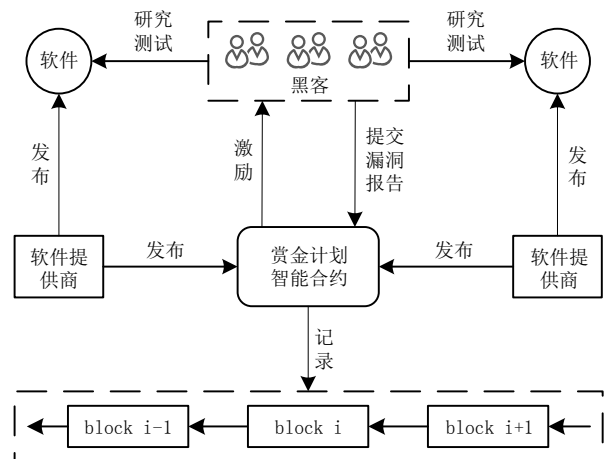 研究
测试
研究
测试
软件
黑客
软件
发
布
激
励
提交
漏洞
报告
发
布
软件提
供商
发布
赏金计划
智能合约
发布
软件提
供商
记
录
block i-1
block i
block i+1